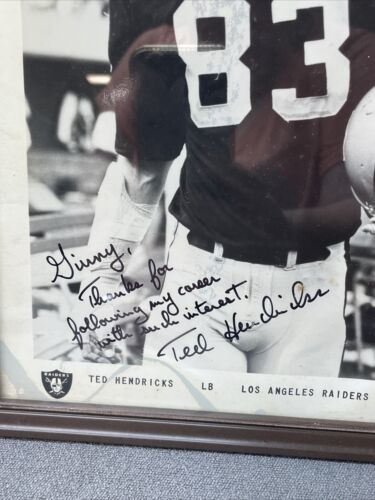 83
Ginny,
Thanks for
following my career
with such interest.
Ted Hendricks
RAIDERS
TED HENDRICKS LB LOS ANGELES RAIDERS